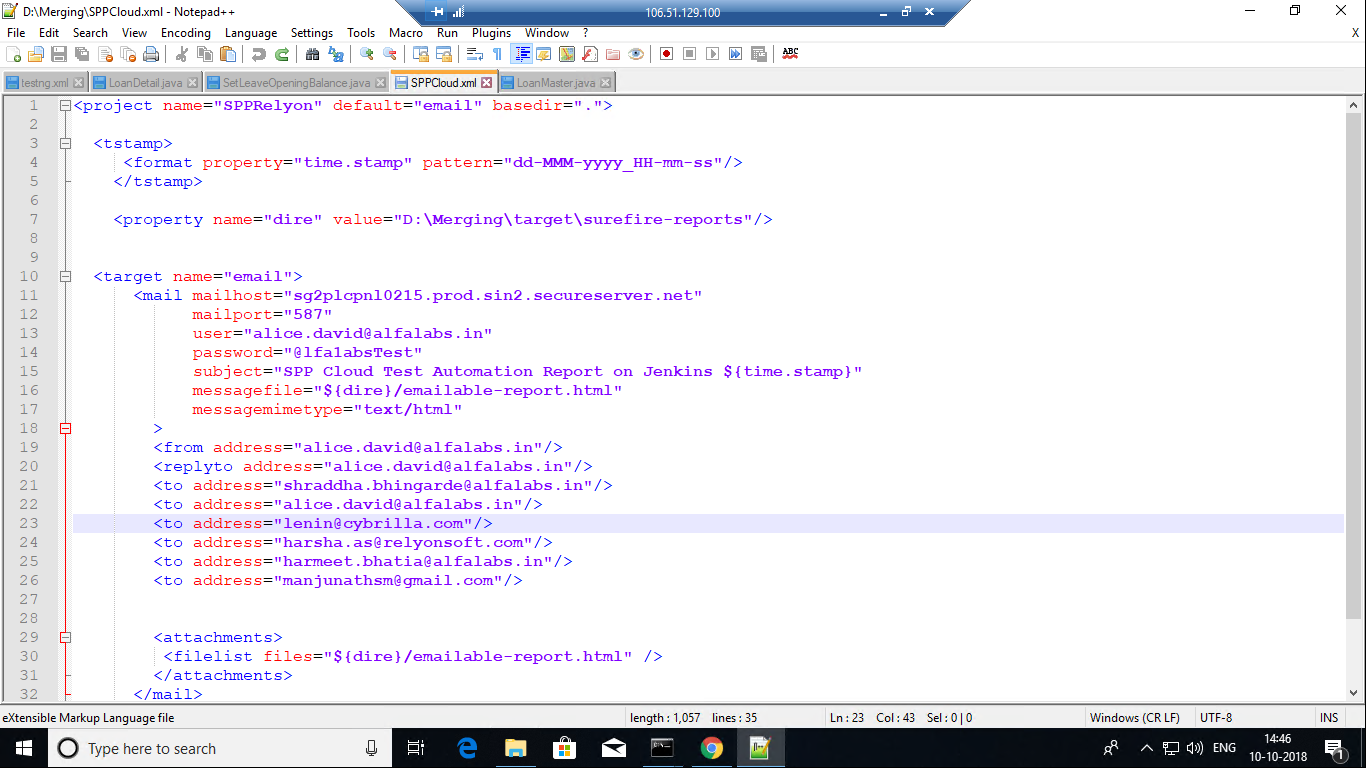 D:\Merging\SPPCloud.xml - Notepad++
106.51.129.100
File Edit Search View Encoding Language Settings Tools Macro Run Plugins Window ? X
testng.xml LoanDetail.java SetLeaveOpeningBalance.java SPPCloud.xml LoanMaster.java
1 <project name="SPPRelyon" default="email" basedir=".">
2
3 <tstamp>
4 <format property="time.stamp" pattern="dd-MMM-yyyy_HH-mm-ss"/>
5 </tstamp>
6
7 <property name="dire" value="D:\Merging\target\surefire-reports"/>
8
9
10 <target name="email">
11 <mail mailhost="sg2plcpnl0215.prod.sin2.secureserver.net"
12 mailport="587"
13 user="alice.david@alfalabs.in"
14 password="@lfa1absTest"
15 subject="SPP Cloud Test Automation Report on Jenkins ${time.stamp}"
16 messagefile="${dire}/emailable-report.html"
17 messagemimetype="text/html"
18 >
19 <from address="alice.david@alfalabs.in"/>
20 <replyto address="alice.david@alfalabs.in"/>
21 <to address="shraddha.bhingarde@alfalabs.in"/>
22 <to address="alice.david@alfalabs.in"/>
23 <to address="lenin@cybrilla.com"/>
24 <to address="harsha.as@relyonsoft.com"/>
25 <to address="harmeet.bhatia@alfalabs.in"/>
26 <to address="manjunathsm@gmail.com"/>
27
28
29 <attachments>
30 <filelist files="${dire}/emailable-report.html" />
31 </attachments>
32 </mail>
eXtensible Markup Language file length : 1,057 lines : 35 Ln : 23 Col : 43 Sel : 0 | 0 Windows (CR LF) UTF-8 INS
Type here to search ENG 14:46
10-10-2018 1